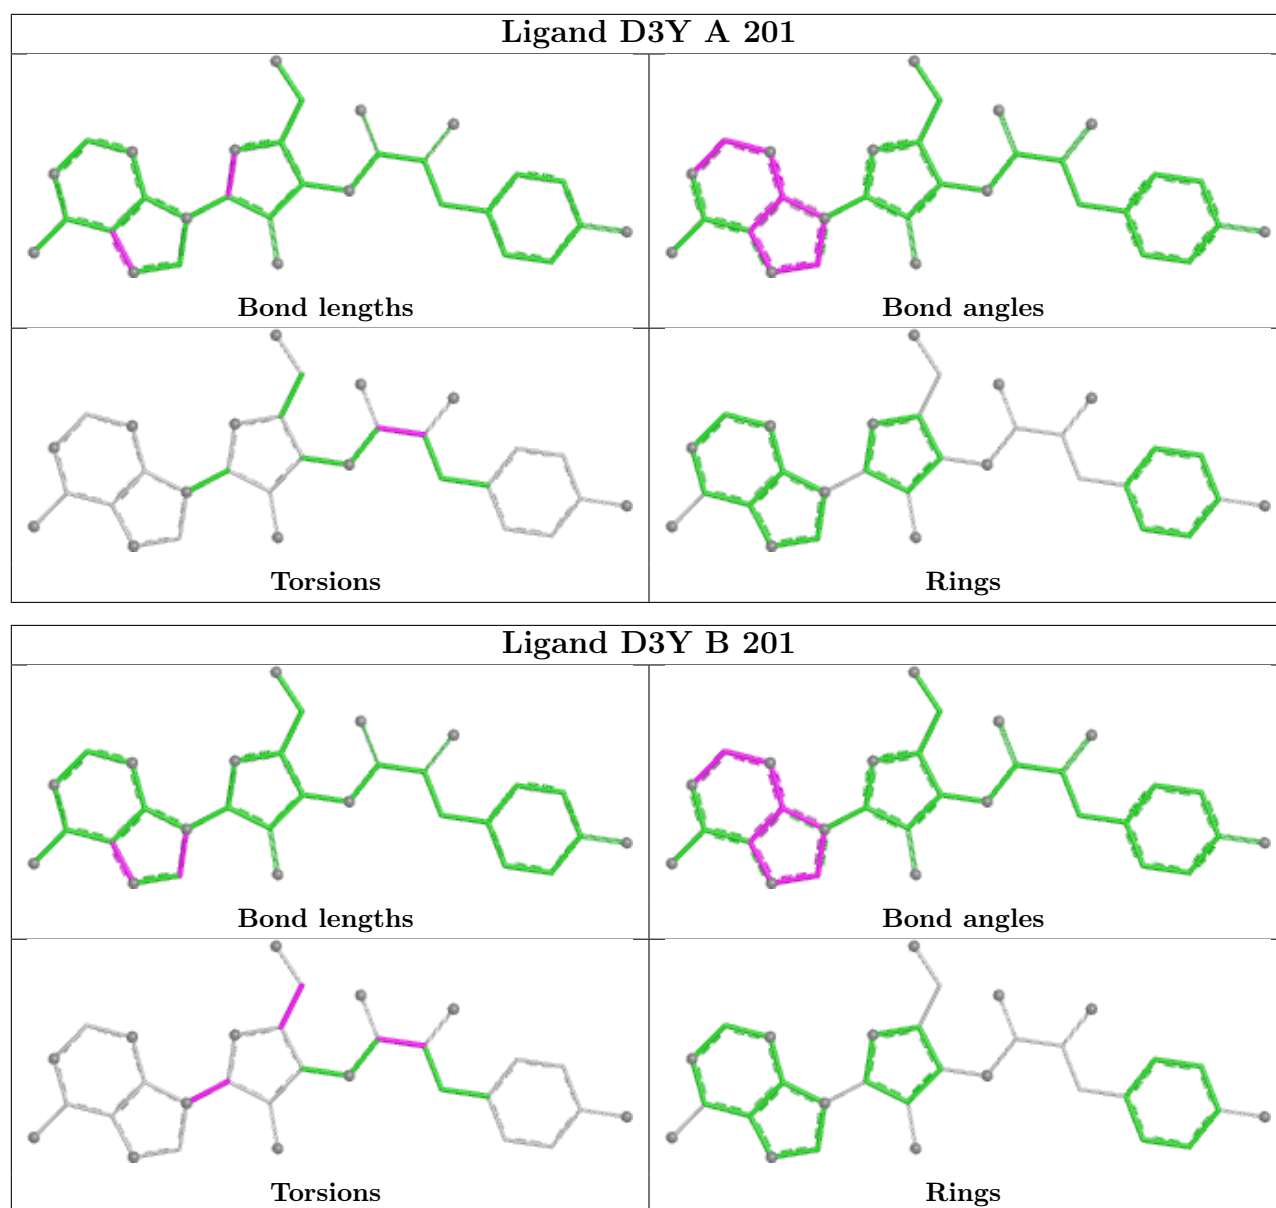 Ligand D3Y A 201
Bond lengths
Bond angles
Torsions
Rings
Ligand D3Y B 201
Bond lengths
Bond angles
Torsions
Rings